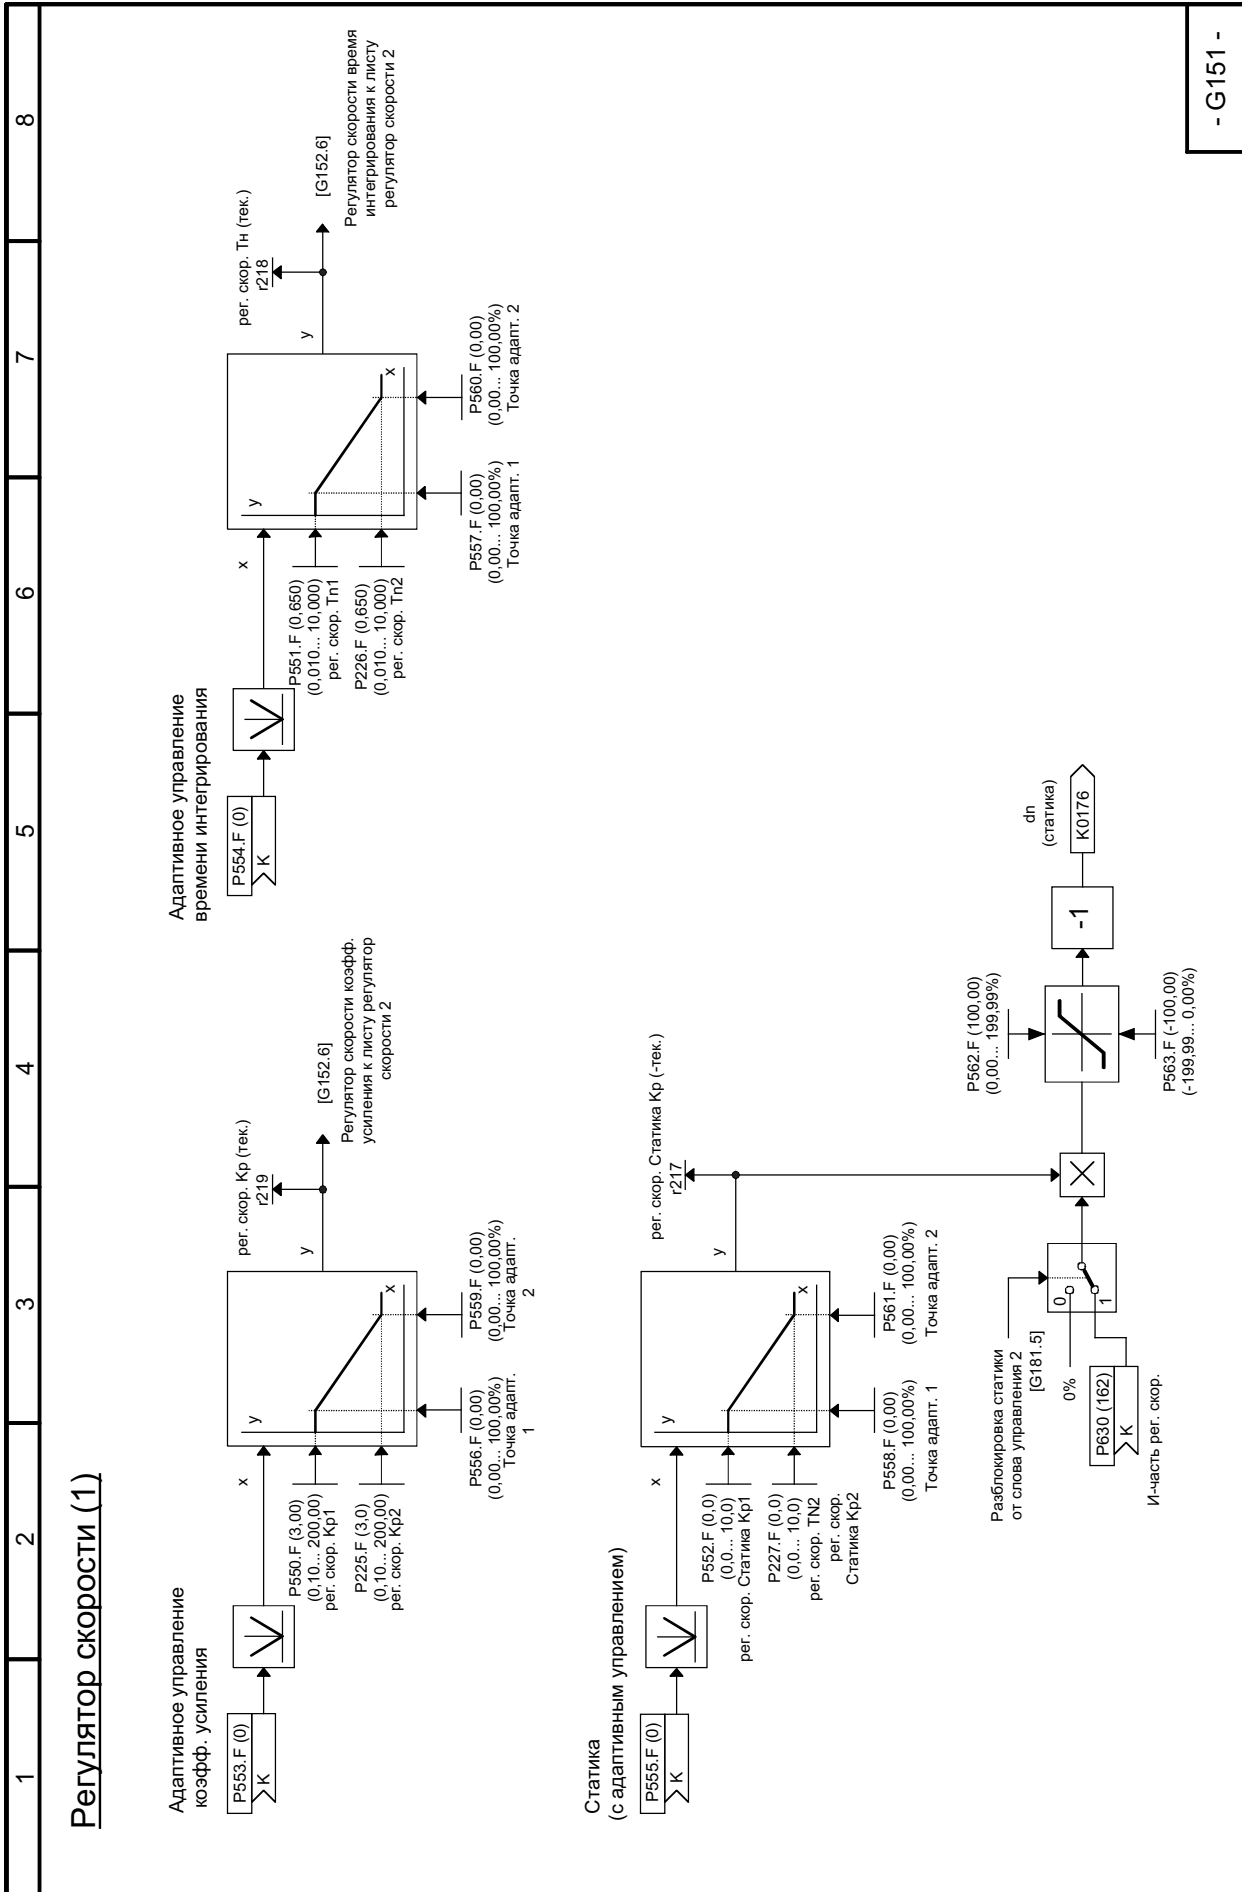 1 2 3 4 5 6 7 8
Регулятор скорости (1)
Адаптивное управление
коэфф. усиления
P553.F (0)
K
x
P550.F (3,00)
(0,10... 200,00)
рег. скор. Kp1
P225.F (3,0)
(0,10... 200,00)
рег. скор. Kp2
y
x
P556.F (0,00)
(0,00... 100,00%)
Точка адапт.
1
P559.F (0,00)
(0,00... 100,00%)
Точка адапт.
2
y
рег. скор. Кр (тек.)
r219
[G152.6]
Регулятор скорости коэфф.
усиления к листу регулятор
скорости 2
Адаптивное управление
времени интегрирования
P554.F (0)
K
x
P551.F (0,650)
(0,010... 10,000)
рег. скор. Tn1
P226.F (0,650)
(0,010... 10,000)
рег. скор. Tn2
y
x
P557.F (0,00)
(0,00... 100,00%)
Точка адапт. 1
P560.F (0,00)
(0,00... 100,00%)
Точка адапт. 2
y
рег. скор. Тн (тек.)
r218
[G152.6]
Регулятор скорости время
интегрирования к листу
регулятор скорости 2
Статика
(с адаптивным управлением)
P555.F (0)
K
x
P552.F (0,0)
(0,0... 10,0)
рег. скор. Статика Kp1
P227.F (0,0)
(0,0... 10,0)
рег. скор. TN2
рег. скор.
Статика Kp2
y
x
P558.F (0,00)
(0,00... 100,00%)
Точка адапт. 1
P561.F (0,00)
(0,00... 100,00%)
Точка адапт. 2
y
рег. скор. Статика Кр (-тек.)
r217
Разблокировка статики
от слова управления 2
[G181.5]
0%
0
1
P630 (162)
K
И-часть рег. скор.
P562.F (100,00)
(0,00... 199,99%)
P563.F (-100,00)
(-199,99... 0,00%)
-1
dn
(статика)
K0176
- G151 -